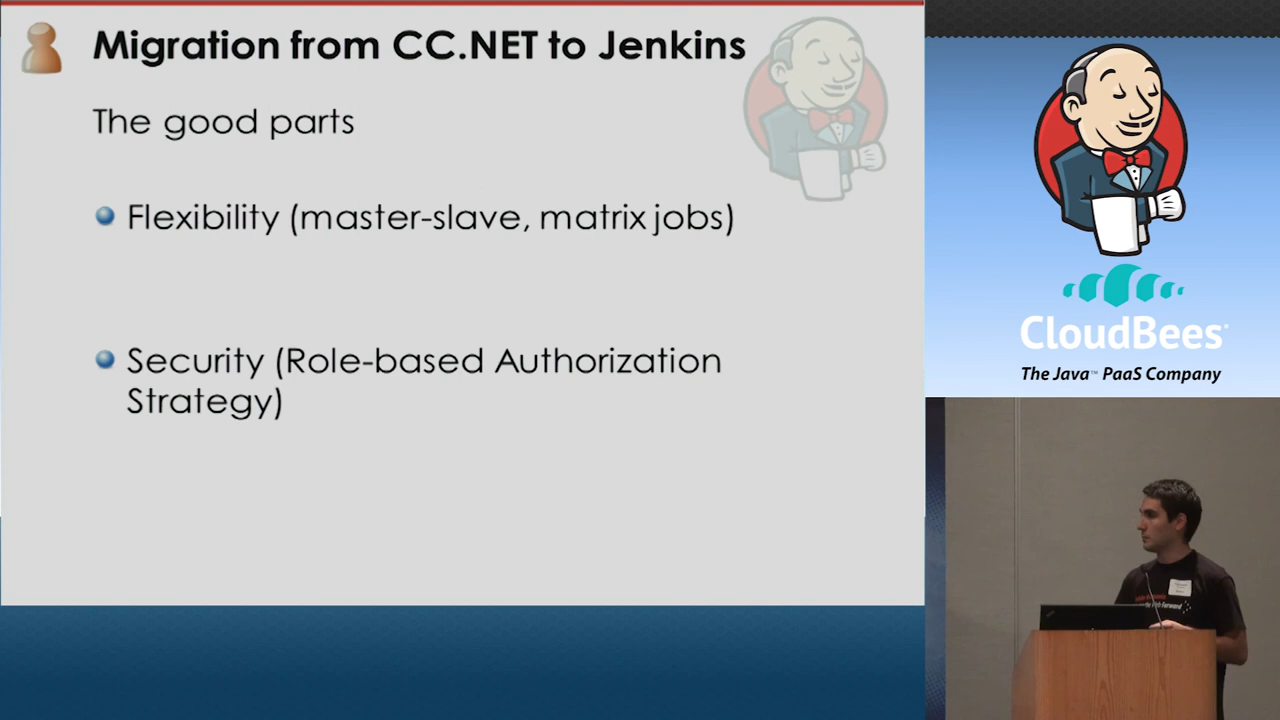 Migration from CC.NET to Jenkins
The good parts
Flexibility (master-slave, matrix jobs)
Security (Role-based Authorization
Strategy)
CloudBees
The Java™ PaaS Company